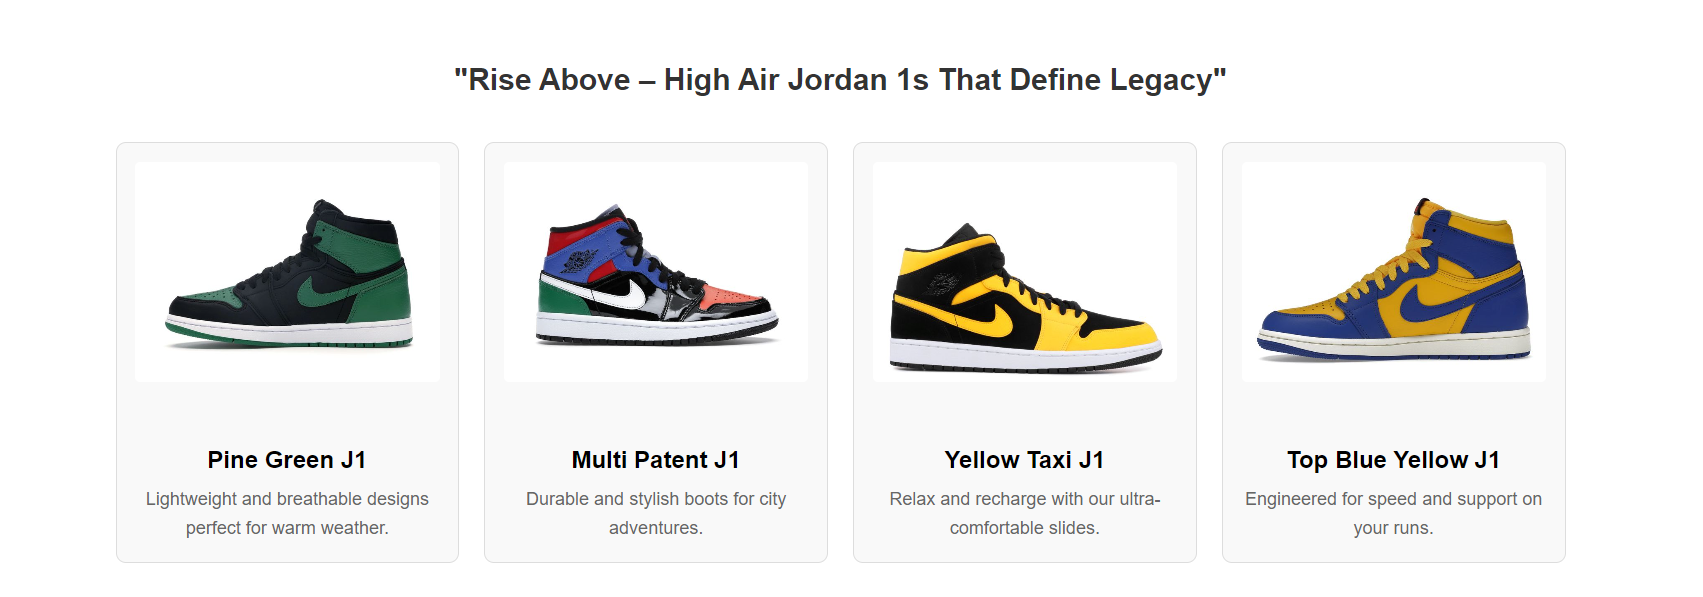 "Rise Above – High Air Jordan 1s That Define Legacy"
Pine Green J1
Lightweight and breathable designs
perfect for warm weather.
Multi Patent J1
Durable and stylish boots for city
adventures.
Yellow Taxi J1
Relax and recharge with our ultra-
comfortable slides.
Top Blue Yellow J1
Engineered for speed and support on
your runs.